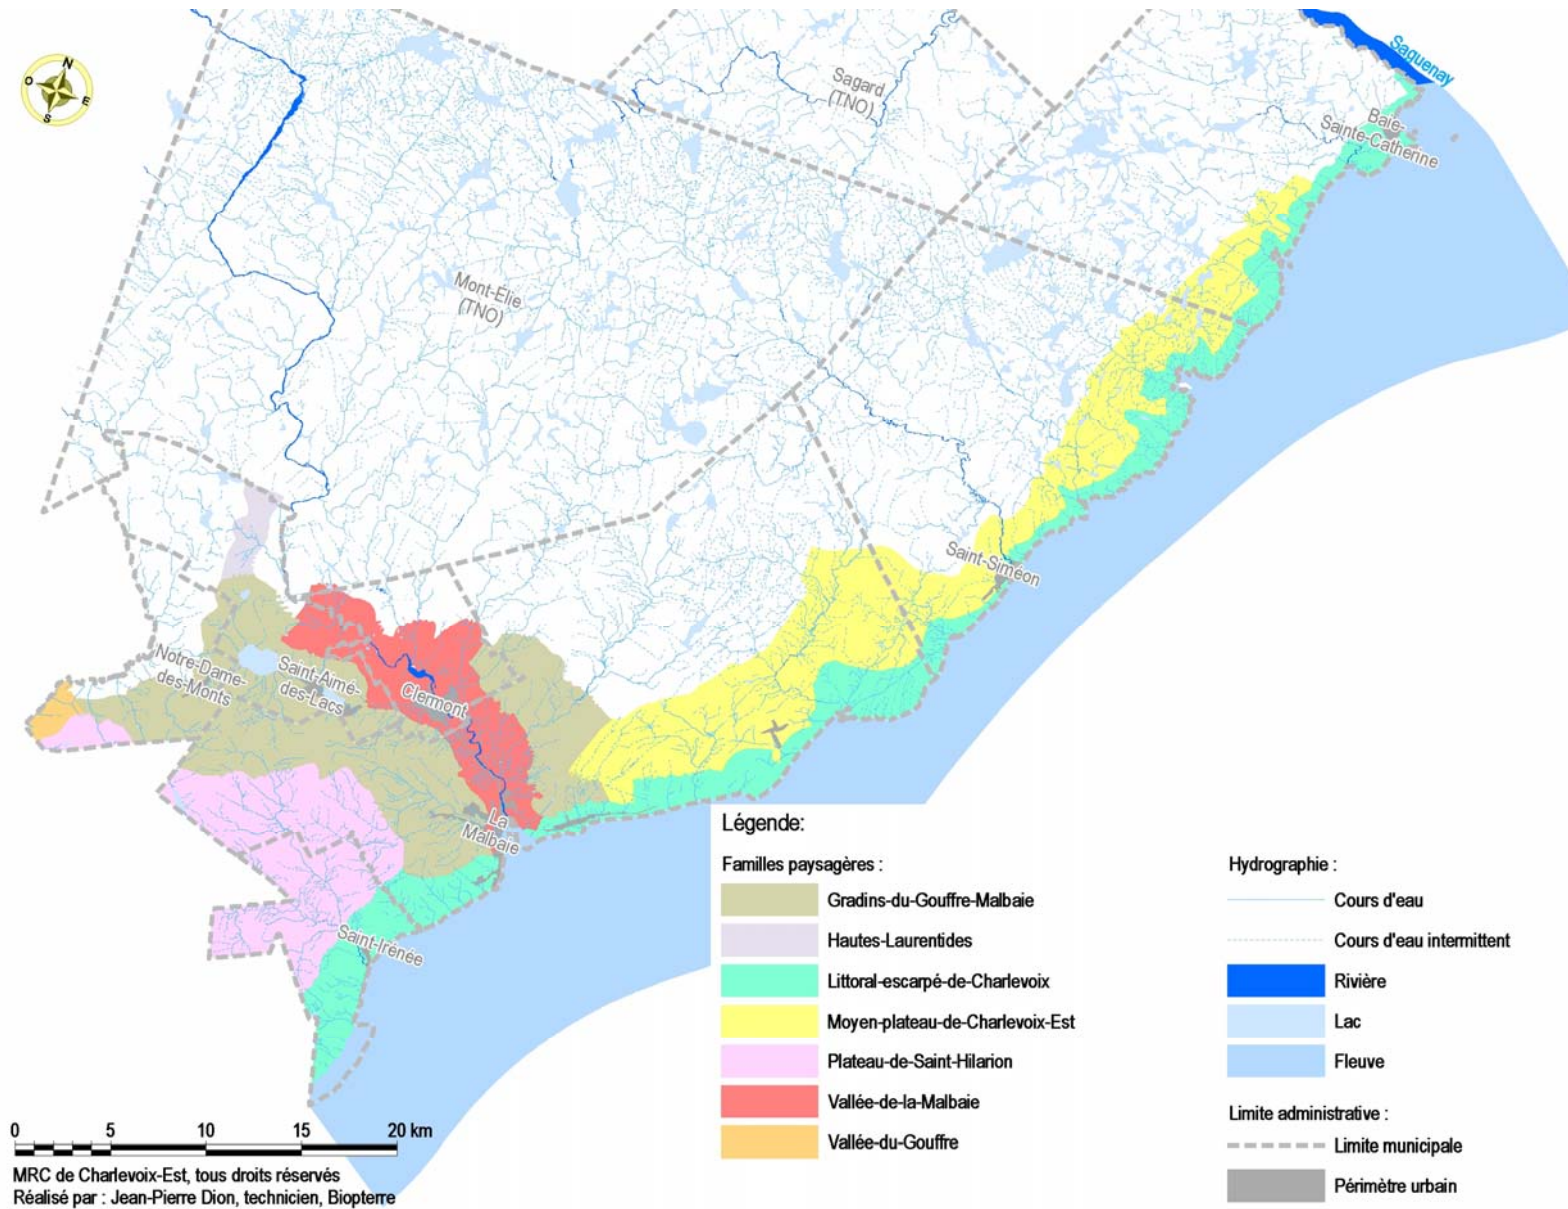 N
O
E
S
Saguenay
Sagard
(TNO)
Baie-
Sainte-Catherine
Mont-Élie
(TNO)
Saint-Siméon
Notre-Dame-
des-Monts
Saint-Aimé-
des-Lacs
Clermont
La
Malbaie
Saint-Irénée
Légende:
Familles paysagères :
Gradins-du-Gouffre-Malbaie
Hautes-Laurentides
Littoral-escarpé-de-Charlevoix
Moyen-plateau-de-Charlevoix-Est
Plateau-de-Saint-Hilarion
Vallée-de-la-Malbaie
Vallée-du-Gouffre
Hydrographie :
Cours d'eau
Cours d'eau intermittent
Rivière
Lac
Fleuve
Limite administrative :
Limite municipale
Périmètre urbain
0 5 10 15 20 km
MRC de Charlevoix-Est, tous droits réservés
Réalisé par : Jean-Pierre Dion, technicien, Biopterre